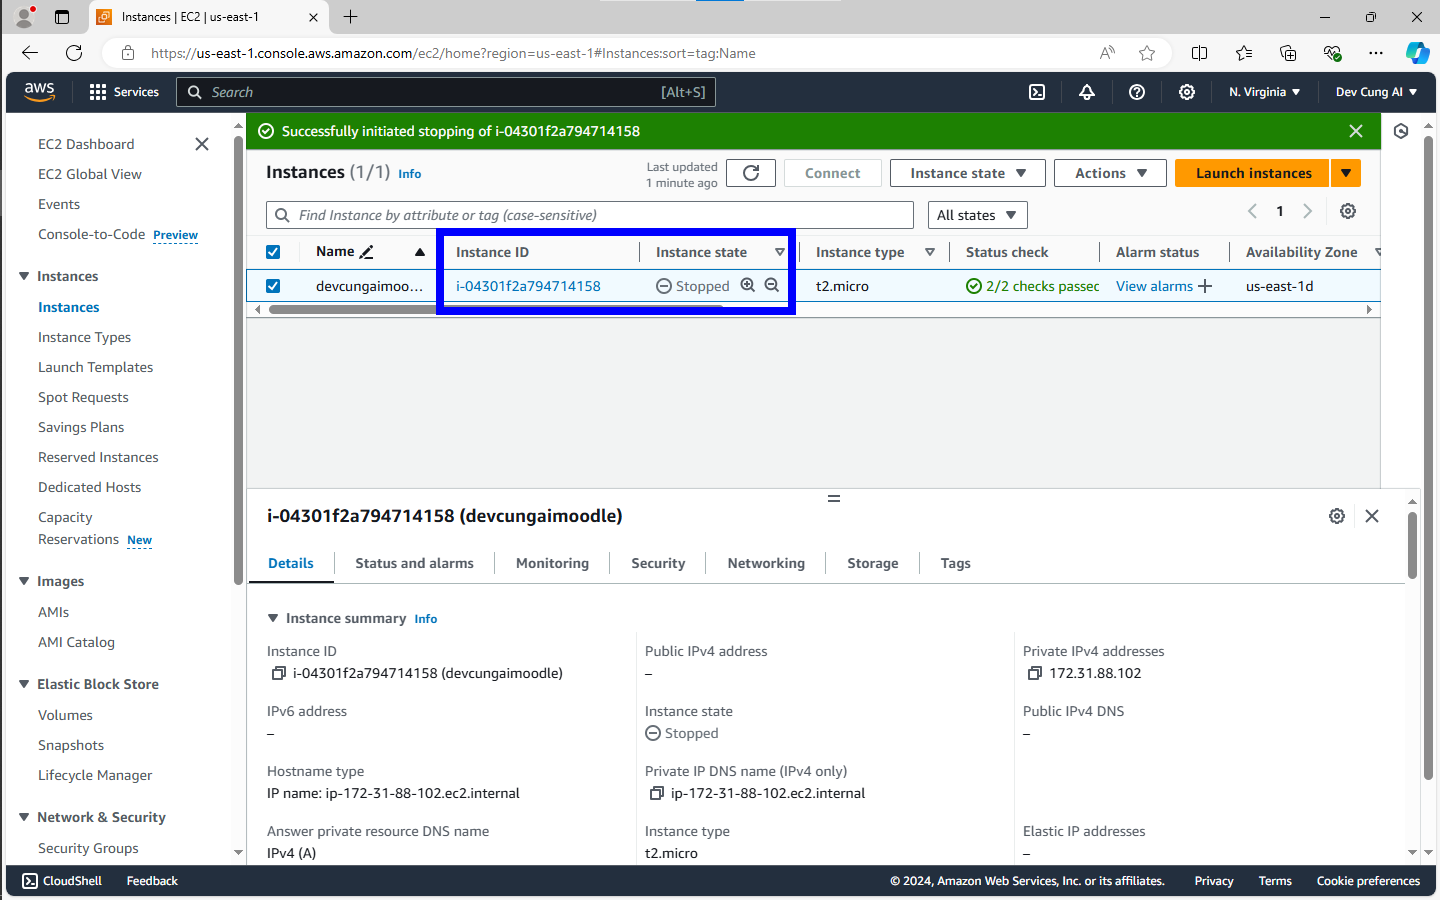 Instances | EC2 | us-east-1
https://us-east-1.console.aws.amazon.com/ec2/home?region=us-east-1#Instances:sort=tag:Name
aws
Services
Search
[Alt+S]
N. Virginia
Dev Cung AI
EC2 Dashboard
EC2 Global View
Events
Console-to-Code Preview
Instances
Instances
Instance Types
Launch Templates
Spot Requests
Savings Plans
Reserved Instances
Dedicated Hosts
Capacity
Reservations New
Images
AMIs
AMI Catalog
Elastic Block Store
Volumes
Snapshots
Lifecycle Manager
Network & Security
Security Groups
Successfully initiated stopping of i-04301f2a794714158
Instances (1/1) Info
Last updated
1 minute ago
Connect
Instance state
Actions
Launch instances
Find Instance by attribute or tag (case-sensitive)
All states
1
Name Instance ID Instance state Instance type Status check Alarm status Availability Zone
devcungaimoo... i-04301f2a794714158 Stopped t2.micro 2/2 checks passec View alarms us-east-1d
i-04301f2a794714158 (devcungaimoodle)
Details Status and alarms Monitoring Security Networking Storage Tags
Instance summary Info
Instance ID
i-04301f2a794714158 (devcungaimoodle)
Public IPv4 address
–
Private IPv4 addresses
172.31.88.102
IPv6 address
–
Instance state
Stopped
Public IPv4 DNS
–
Hostname type
IP name: ip-172-31-88-102.ec2.internal
Private IP DNS name (IPv4 only)
ip-172-31-88-102.ec2.internal
Answer private resource DNS name
IPv4 (A)
Instance type
t2.micro
Elastic IP addresses
–
CloudShell
Feedback
© 2024, Amazon Web Services, Inc. or its affiliates.
Privacy
Terms
Cookie preferences